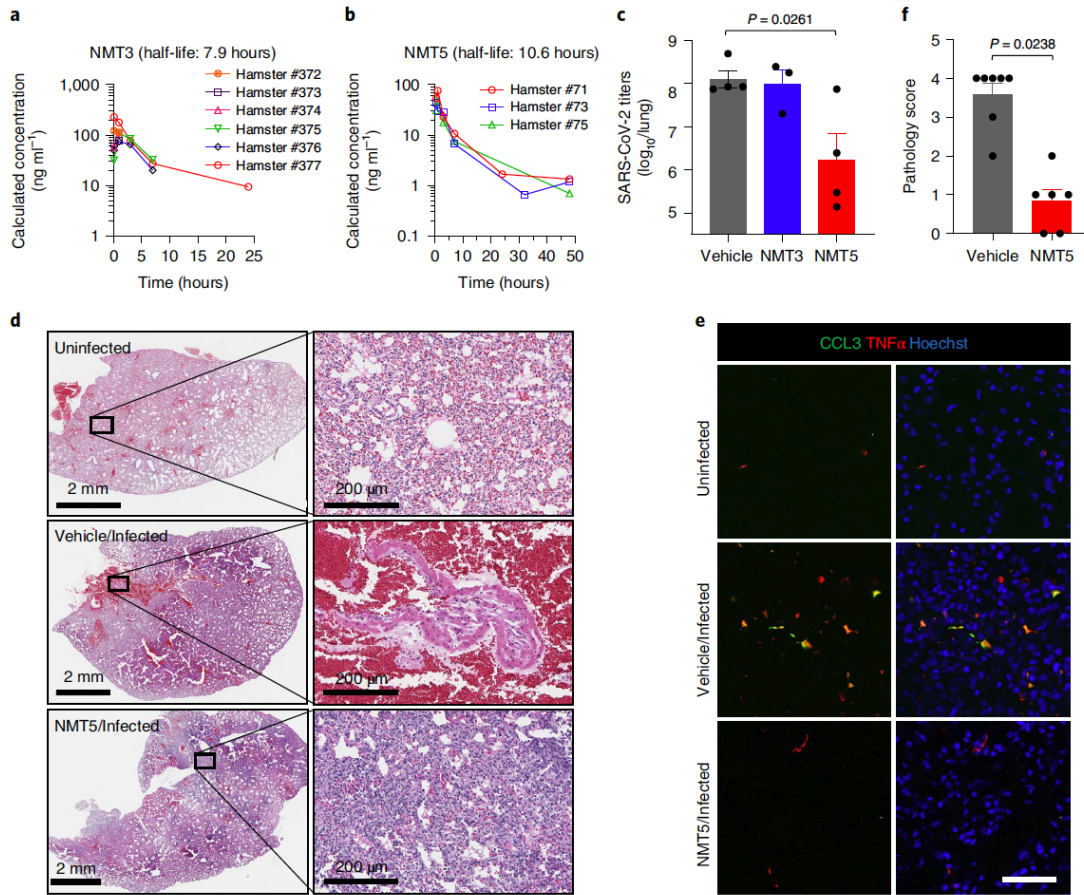 a
NMT3 (half-life: 7.9 hours)
Calculated concentration
(ng ml⁻¹)
1,000
100
10
1
0 5 10 15 20 25
Time (hours)
Hamster #372
Hamster #373
Hamster #374
Hamster #375
Hamster #376
Hamster #377
b
NMT5 (half-life: 10.6 hours)
Calculated concentration
(ng ml⁻¹)
100
10
1
0.1
0 10 20 30 40 50
Time (hours)
Hamster #71
Hamster #73
Hamster #75
c
P = 0.0261
SARS-CoV-2 titers
(log₁₀/lung)
9
8
7
6
5
Vehicle NMT3 NMT5
f
P = 0.0238
Pathology score
5
4
3
2
1
0
Vehicle NMT5
d
Uninfected
2 mm
200 µm
Vehicle/Infected
2 mm
200 µm
NMT5/Infected
2 mm
200 µm
e
CCL3 TNFα Hoechst
Uninfected
Vehicle/Infected
NMT5/Infected